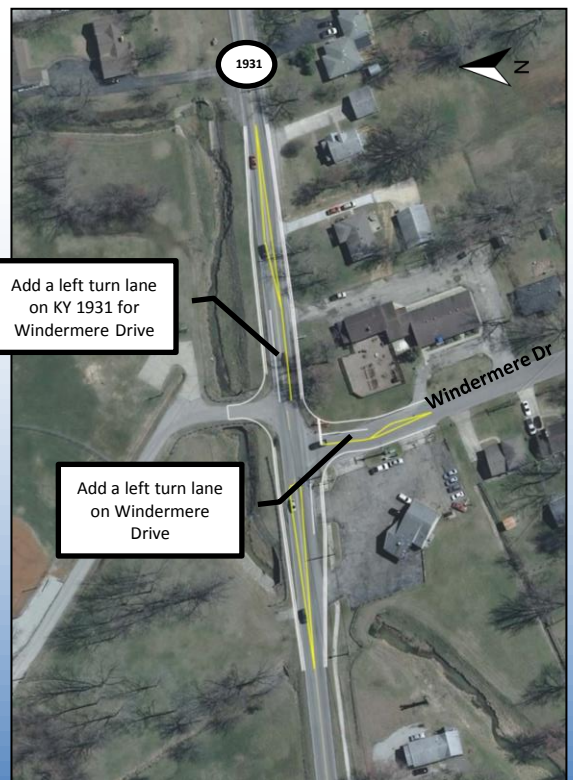 1931
N
Add a left turn lane
on KY 1931 for
Windermere Drive
Windermere Dr
Add a left turn lane
on Windermere
Drive